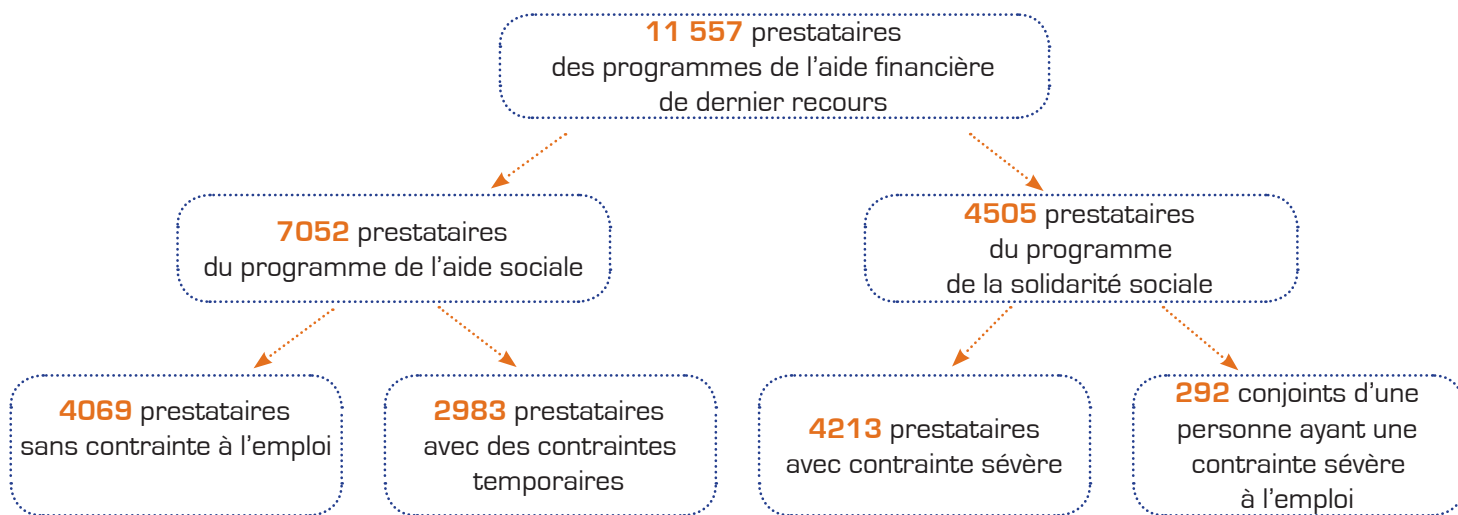 11 557 prestataires
des programmes de l'aide financière
de dernier recours
7052 prestataires
du programme de l'aide sociale
4505 prestataires
du programme
de la solidarité sociale
4069 prestataires
sans contrainte à l'emploi
2983 prestataires
avec des contraintes
temporaires
4213 prestataires
avec contrainte sévère
292 conjoints d'une
personne ayant une
contrainte sévère
à l'emploi